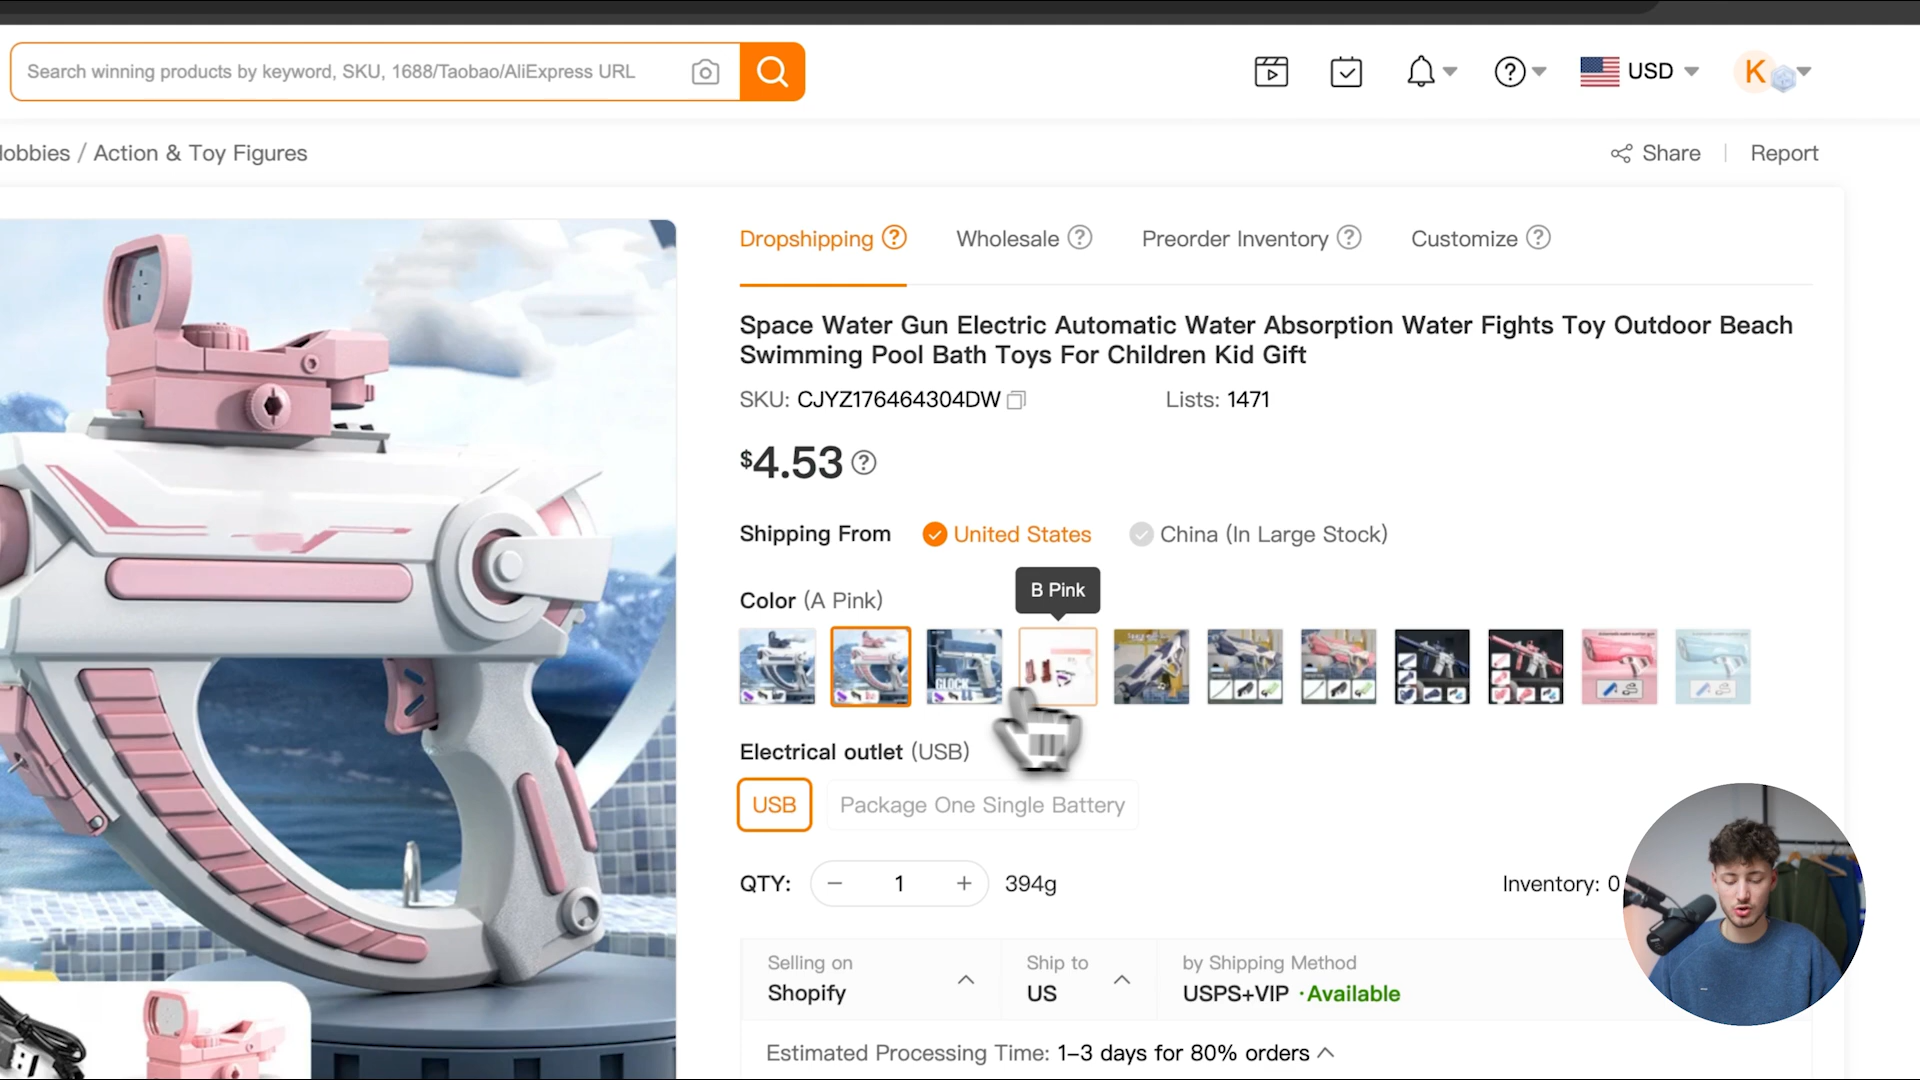 Search winning products by keyword, SKU, 1688/Taobao/AliExpress URL
USD
K
Hobbies / Action & Toy Figures
Share
Report
Dropshipping
Wholesale
Preorder Inventory
Customize
Space Water Gun Electric Automatic Water Absorption Water Fights Toy Outdoor Beach
Swimming Pool Bath Toys For Children Kid Gift
SKU: CJYZ176464304DW
Lists: 1471
$4.53
Shipping From
United States
China (In Large Stock)
B Pink
Color (A Pink)
GLOCK
Electrical outlet (USB)
USB
Package One Single Battery
QTY:
1
394g
Inventory: 0
Selling on
Shopify
Ship to
US
by Shipping Method
USPS+VIP · Available
Estimated Processing Time: 1–3 days for 80% orders